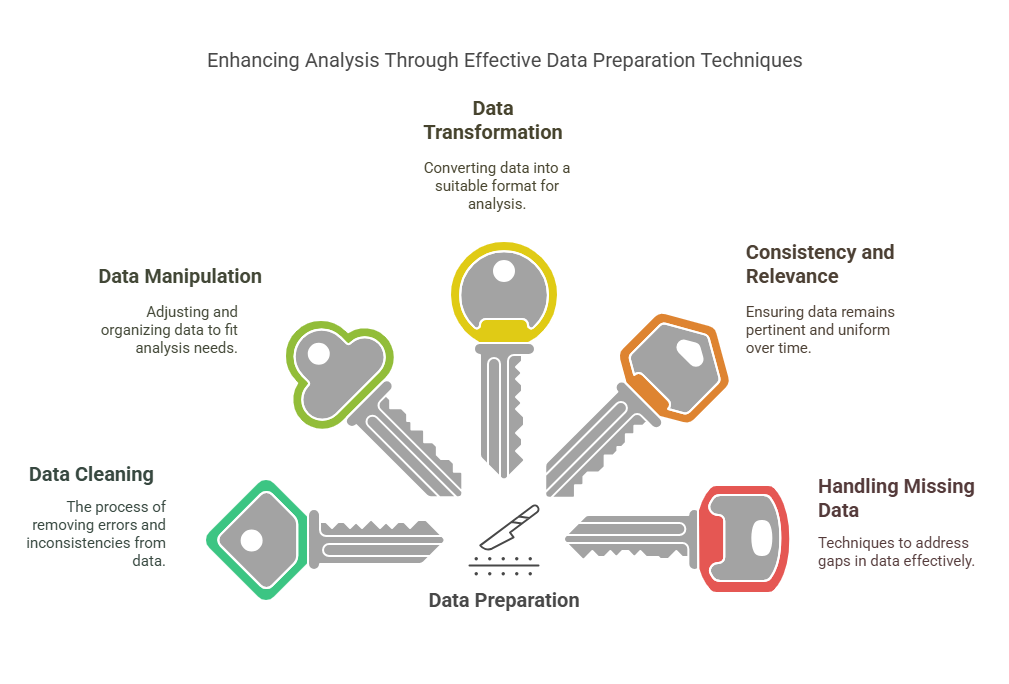 Enhancing Analysis Through Effective Data Preparation Techniques
Data
Transformation
Converting data into a
suitable format for
analysis.
Data Manipulation
Adjusting and
organizing data to fit
analysis needs.
Consistency and
Relevance
Ensuring data remains
pertinent and uniform
over time.
Data Cleaning
The process of
removing errors and
inconsistencies from
data.
Handling Missing
Data
Techniques to address
gaps in data effectively.
Data Preparation